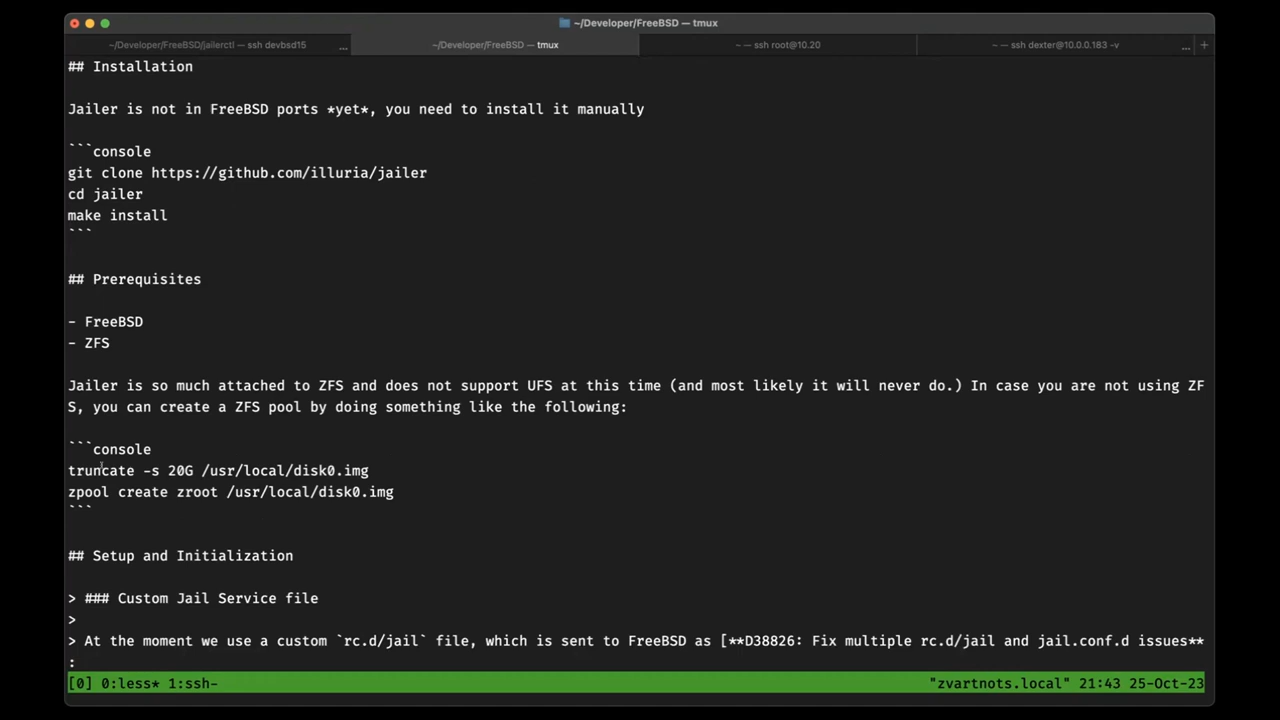 ~/Developer/FreeBSD — tmux
~/Developer/FreeBSD/jailerctl — ssh devbsd15 ...
~/Developer/FreeBSD — tmux
~ — ssh root@10.20
~ — ssh dexter@10.0.0.183 -v ... +
## Installation
Jailer is not in FreeBSD ports *yet*, you need to install it manually
```console
git clone https://github.com/illuria/jailer
cd jailer
make install
```
## Prerequisites
- FreeBSD
- ZFS
Jailer is so much attached to ZFS and does not support UFS at this time (and most likely it will never do.) In case you are not using ZF
S, you can create a ZFS pool by doing something like the following:
```console
truncate -s 20G /usr/local/disk0.img
zpool create zroot /usr/local/disk0.img
```
## Setup and Initialization
> ### Custom Jail Service file
>
> At the moment we use a custom `rc.d/jail` file, which is sent to FreeBSD as [**D38826: Fix multiple rc.d/jail and jail.conf.d issues**
:
[0] 0:less* 1:ssh- "zvartnots.local" 21:43 25-Oct-23